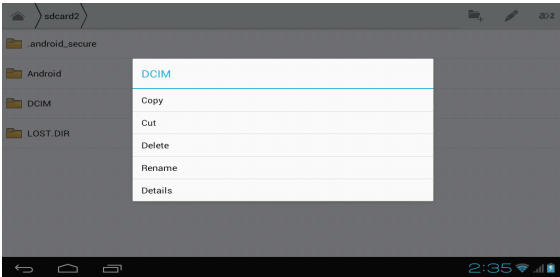 sdcard2
a z
.android_secure
Android
DCIM
LOST.DIR
DCIM
Copy
Cut
Delete
Rename
Details
2:35